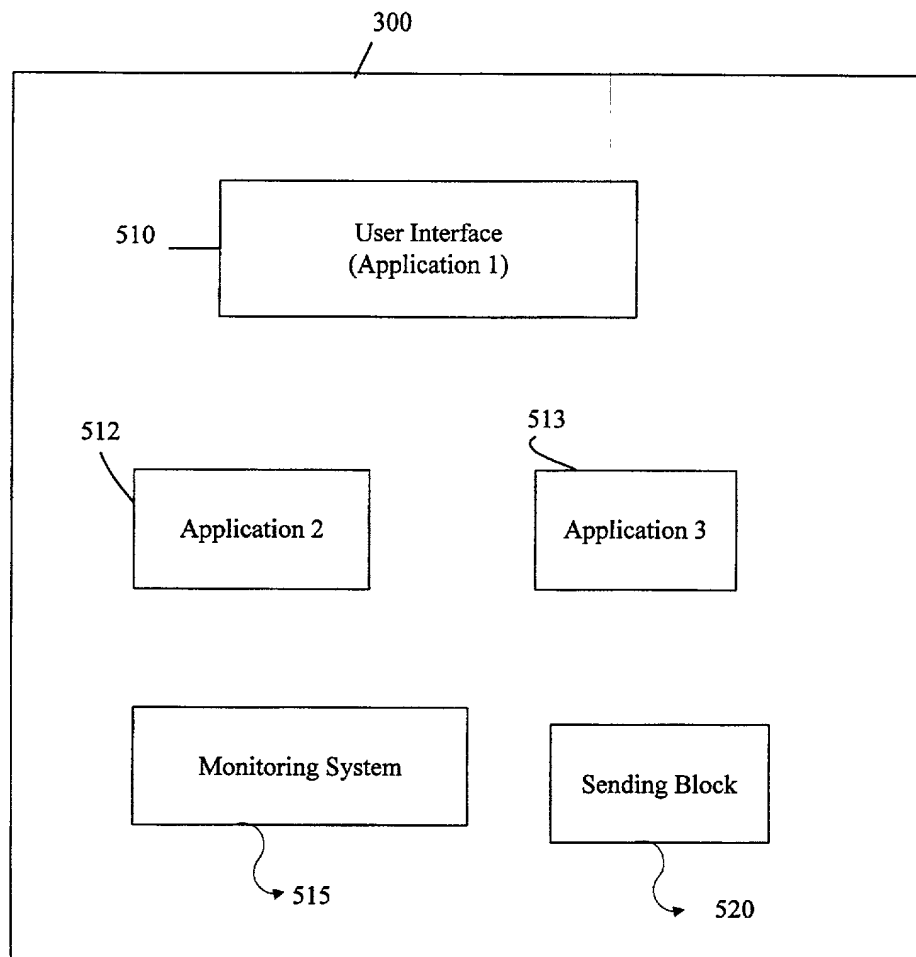 300
510
User Interface
(Application 1)
512
513
Application 2
Application 3
Monitoring System
Sending Block
515
520